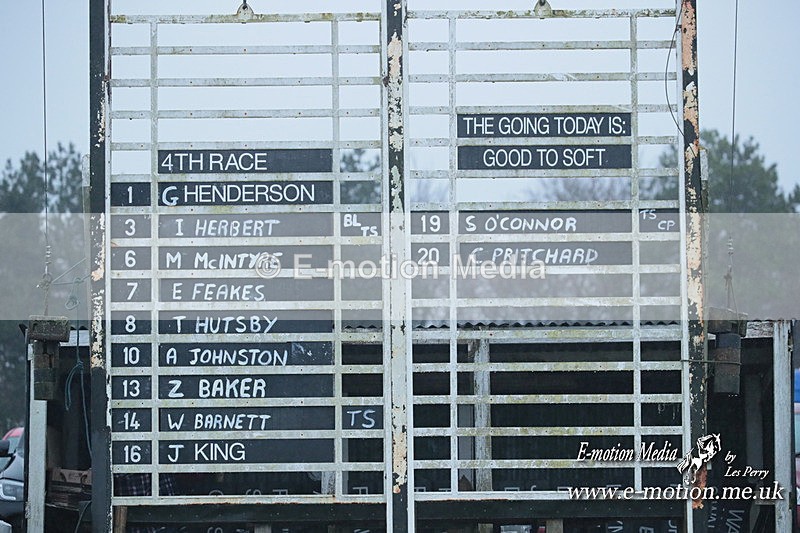 4TH RACE
1 G HENDERSON
3 I HERBERT BL TS
6 M McINTYRE
7 E FEAKES
8 T HUTSBY
10 A JOHNSTON
13 Z BAKER
14 W BARNETT TS
16 J KING
THE GOING TODAY IS:
GOOD TO SOFT
19 S O'CONNOR TS CP
20 C PRITCHARD
© E-motion Media
E-motion Media
by
Les Perry
www.e-motion.me.uk